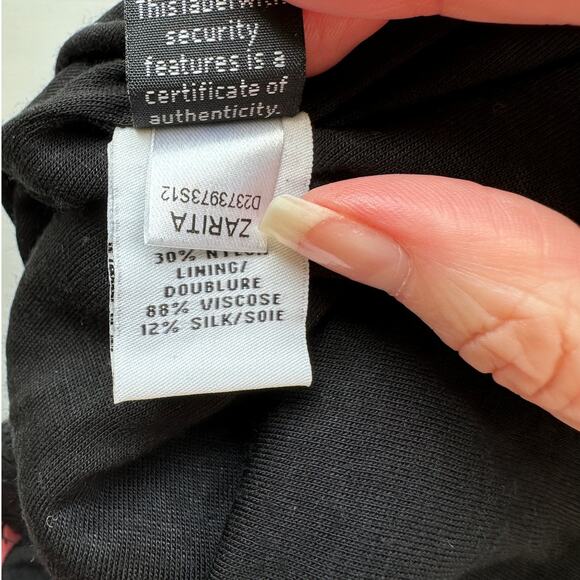 This label with
security
features is a
certificate of
authenticity.
ZARITA
D2373973S12
30% NYLON
LINING/
DOUBLURE
88% VISCOSE
12% SILK/SOIE